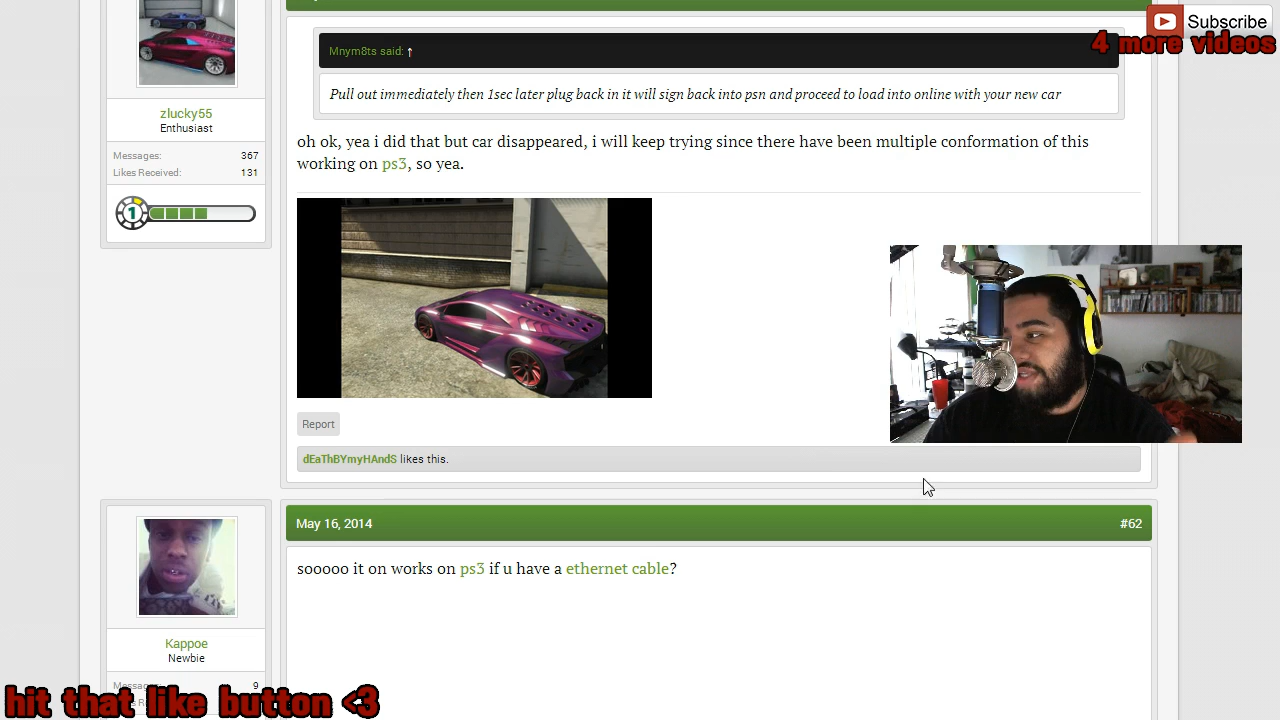 Subscribe
4 more videos
Mnym8ts said: ↑
Pull out immediately then 1sec later plug back in it will sign back into psn and proceed to load into online with your new car
zlucky55
Enthusiast
Messages: 367
Likes Received: 131
1
oh ok, yea i did that but car disappeared, i will keep trying since there have been multiple conformation of this
working on ps3, so yea.
Report
dEaThBYmyHAndS likes this.
May 16, 2014 #62
sooooo it on works on ps3 if u have a ethernet cable?
Kappoe
Newbie
9
hit that like button <3